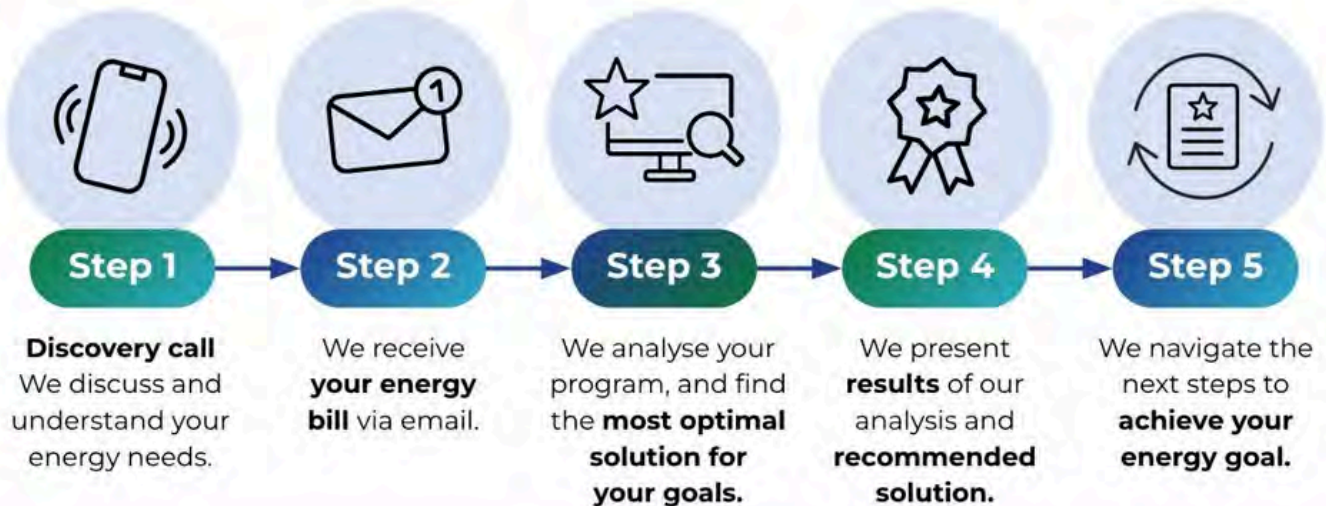 1
Step 1
Step 2
Step 3
Step 4
Step 5
Discovery call
We discuss and
understand your
energy needs.
We receive
your energy
bill via email.
We analyse your
program, and find
the most optimal
solution for
your goals.
We present
results of our
analysis and
recommended
solution.
We navigate the
next steps to
achieve your
energy goal.